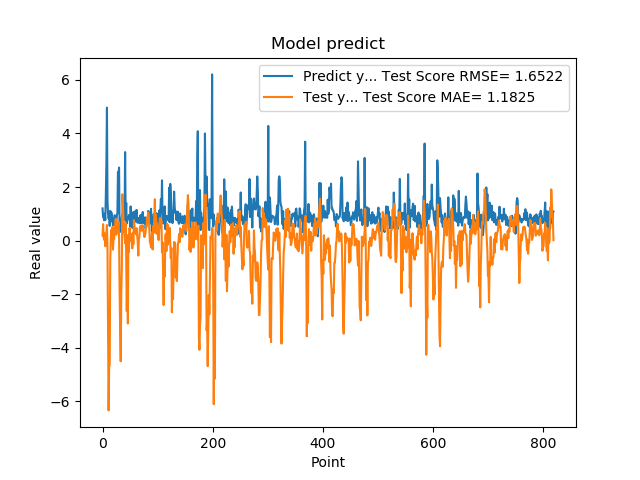 Model predict
Predict y... Test Score RMSE= 1.6522
Test y... Test Score MAE= 1.1825
6
4
2
0
−2
−4
−6
Real value
0 200 400 600 800
Point